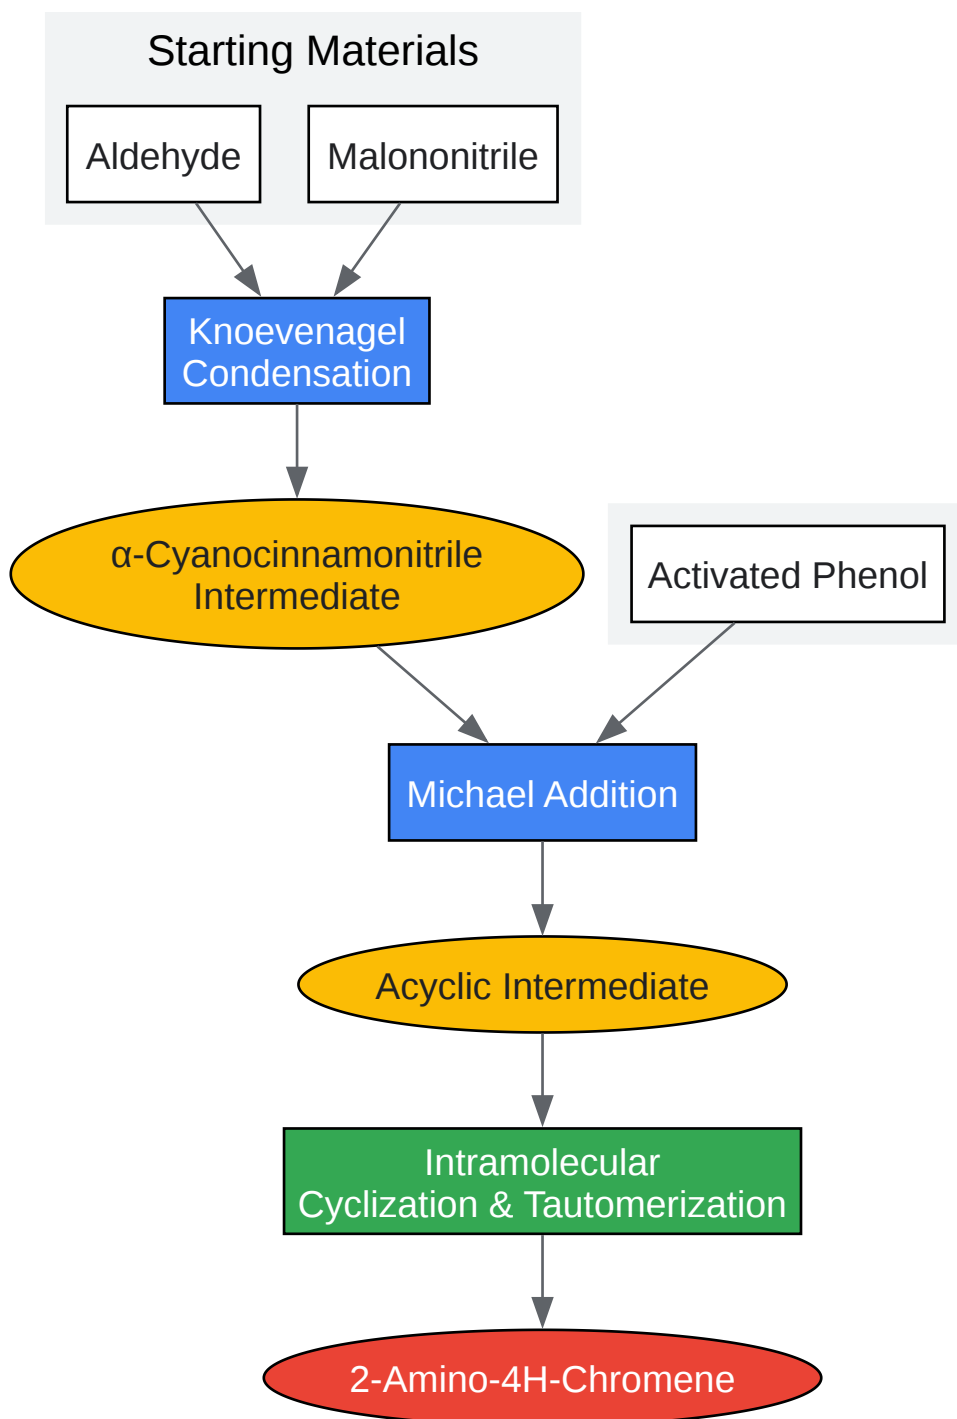 Starting Materials
Aldehyde
Malononitrile
Knoevenagel
Condensation
α-Cyanocinnamonitrile
Intermediate
Activated Phenol
Michael Addition
Acyclic Intermediate
Intramolecular
Cyclization & Tautomerization
2-Amino-4H-Chromene